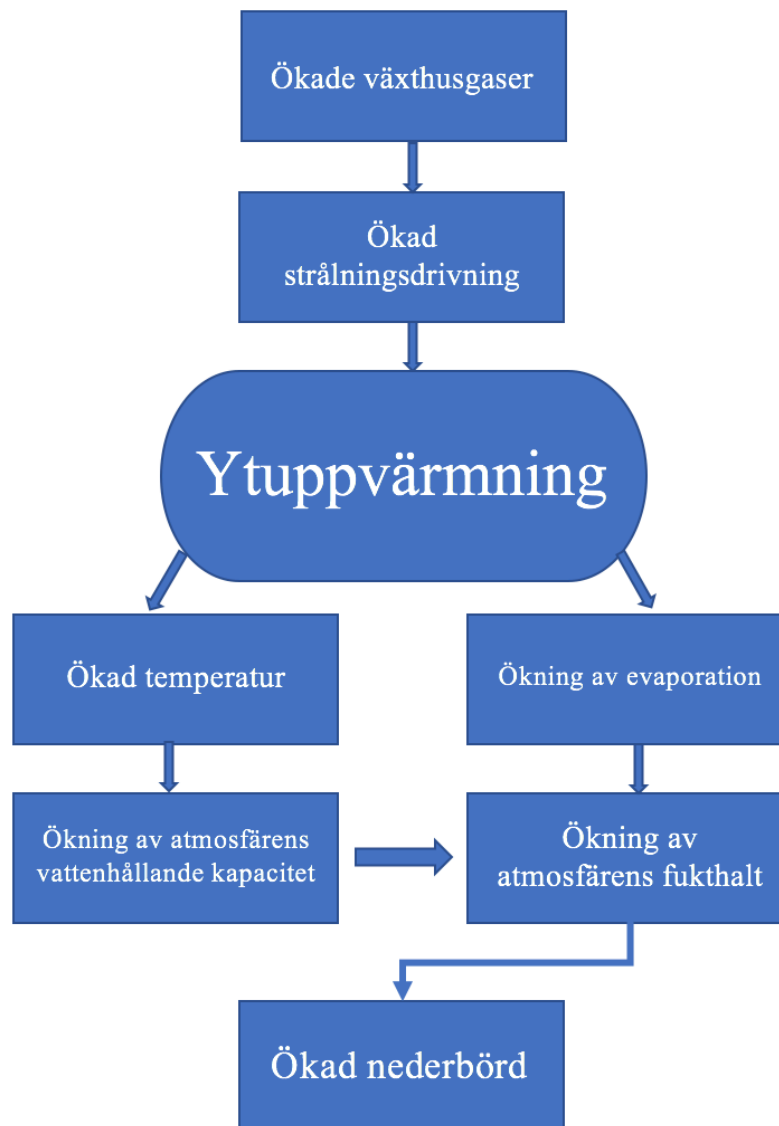 Ökade växthusgaser
Ökad
strålningsdrivning
Ytuppvärmning
Ökad temperatur
Ökning av evaporation
Ökning av atmosfärens
vattenhållande kapacitet
Ökning av
atmosfärens fukthalt
Ökad nederbörd